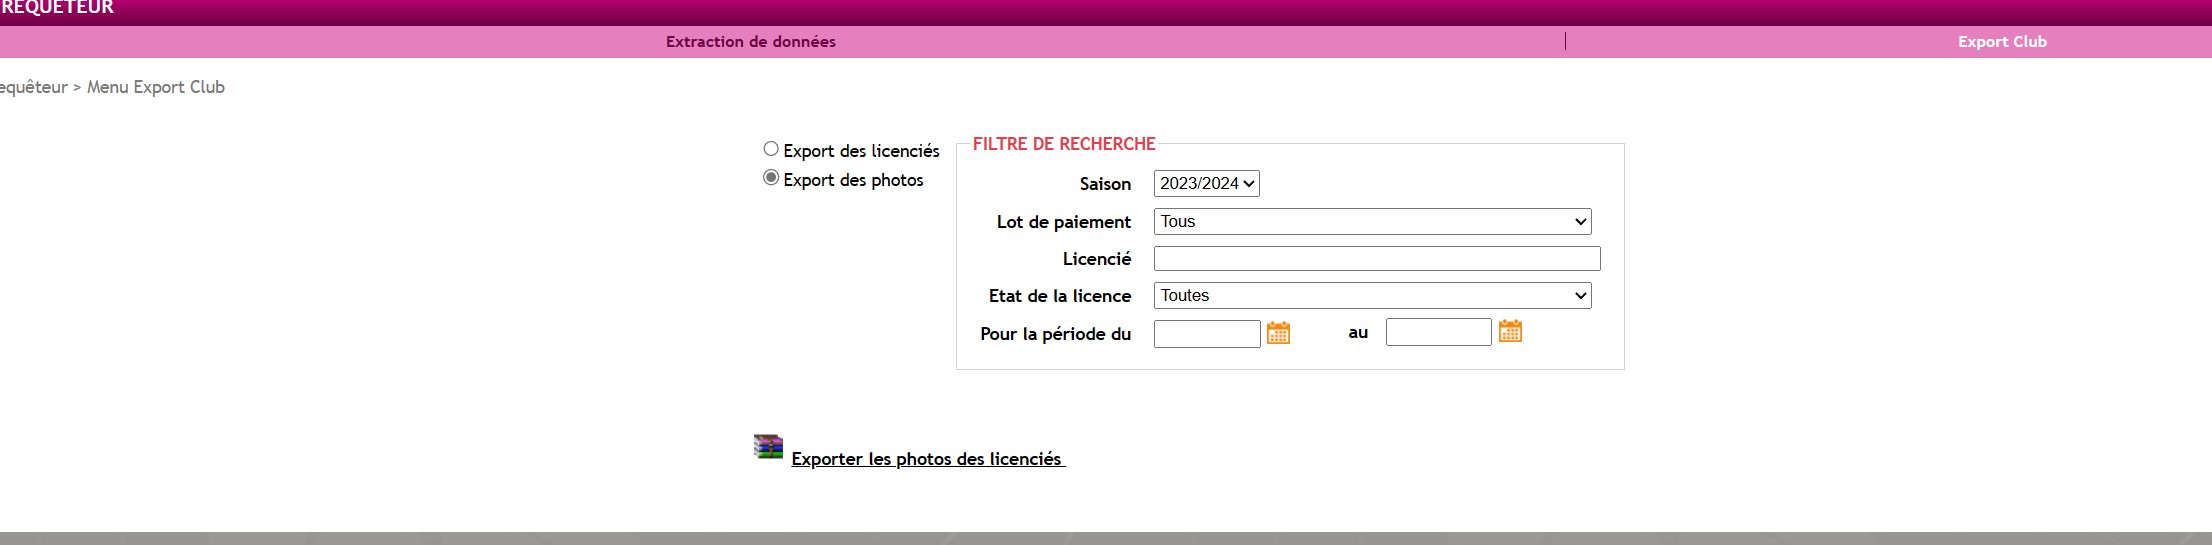 REQUÊTEUR
Extraction de données
Export Club
equêteur > Menu Export Club
Export des licenciés
Export des photos
FILTRE DE RECHERCHE
Saison 2023/2024
Lot de paiement Tous
Licencié
Etat de la licence Toutes
Pour la période du au
Exporter les photos des licenciés